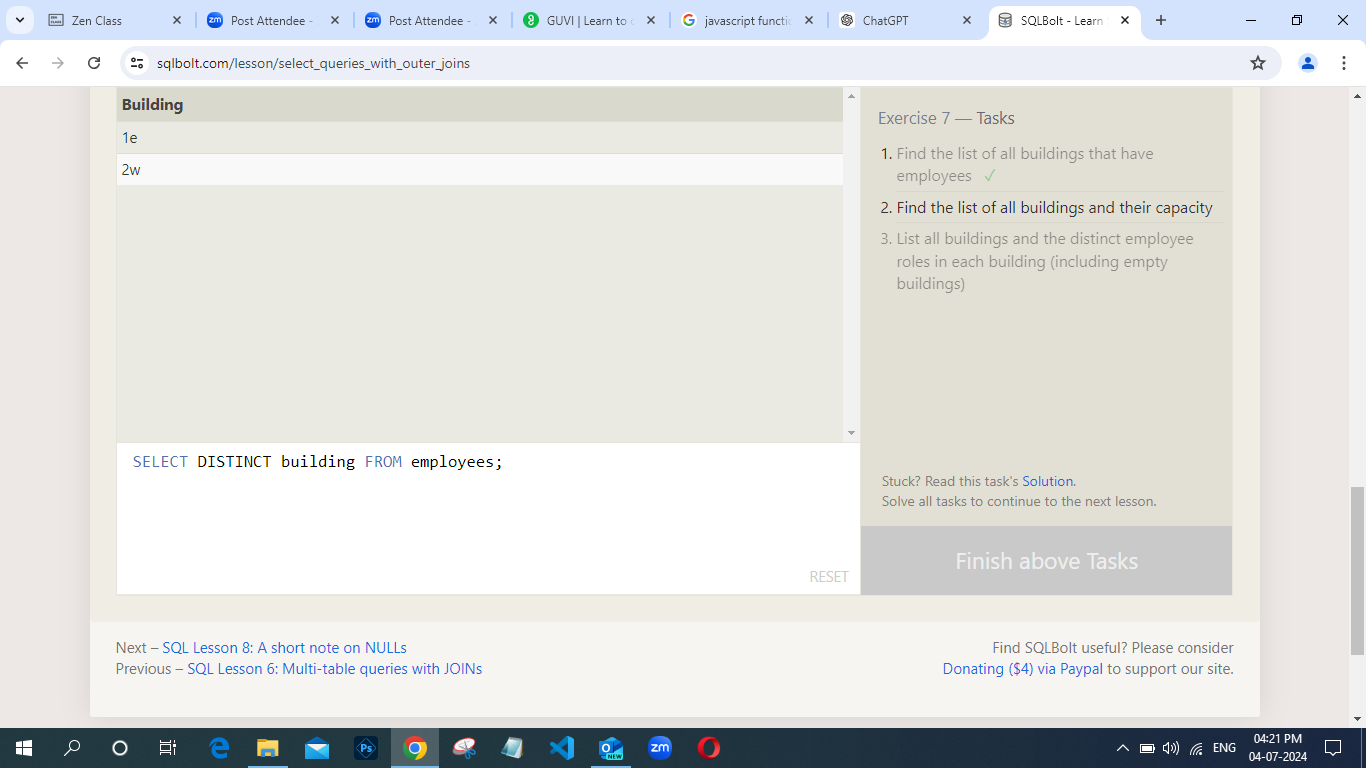 Zen Class
Post Attendee -
Post Attendee -
GUVI | Learn to c
javascript functio
ChatGPT
SQLBolt - Learn S
sqlbolt.com/lesson/select_queries_with_outer_joins
Building
1e
2w
Exercise 7 — Tasks
1. Find the list of all buildings that have
employees ✓
2. Find the list of all buildings and their capacity
3. List all buildings and the distinct employee
roles in each building (including empty
buildings)
SELECT DISTINCT building FROM employees;
RESET
Stuck? Read this task's Solution.
Solve all tasks to continue to the next lesson.
Finish above Tasks
Next – SQL Lesson 8: A short note on NULLs
Previous – SQL Lesson 6: Multi-table queries with JOINs
Find SQLBolt useful? Please consider
Donating ($4) via Paypal to support our site.
ENG
04:21 PM
04-07-2024